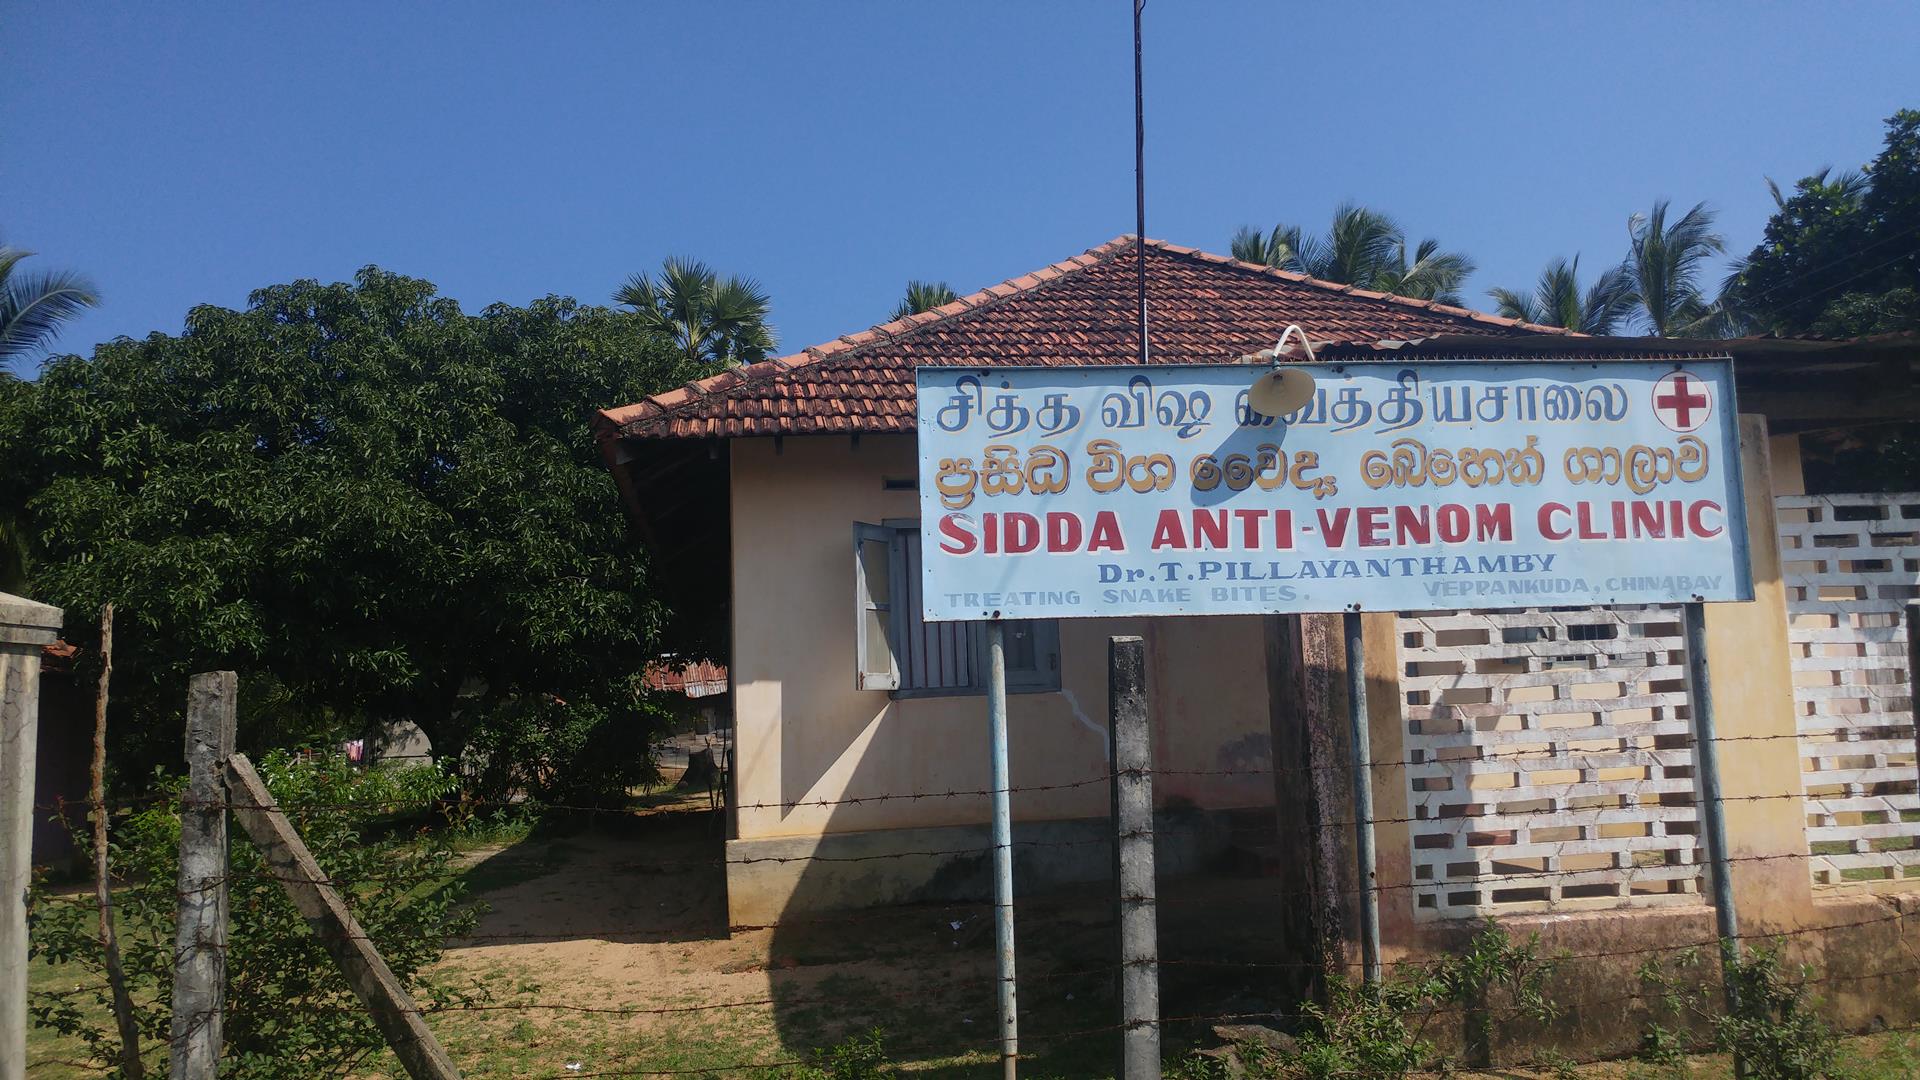 சித்த விஷ வைத்தியசாலை
ප්‍රසිඩ විශ වෛද්‍ය බෙහෙත් ශාලාව
SIDDA ANTI-VENOM CLINIC
Dr.T.PILLAYANTHAMBY
TREATING SNAKE BITES. VEPPANKUDA, CHINABAY